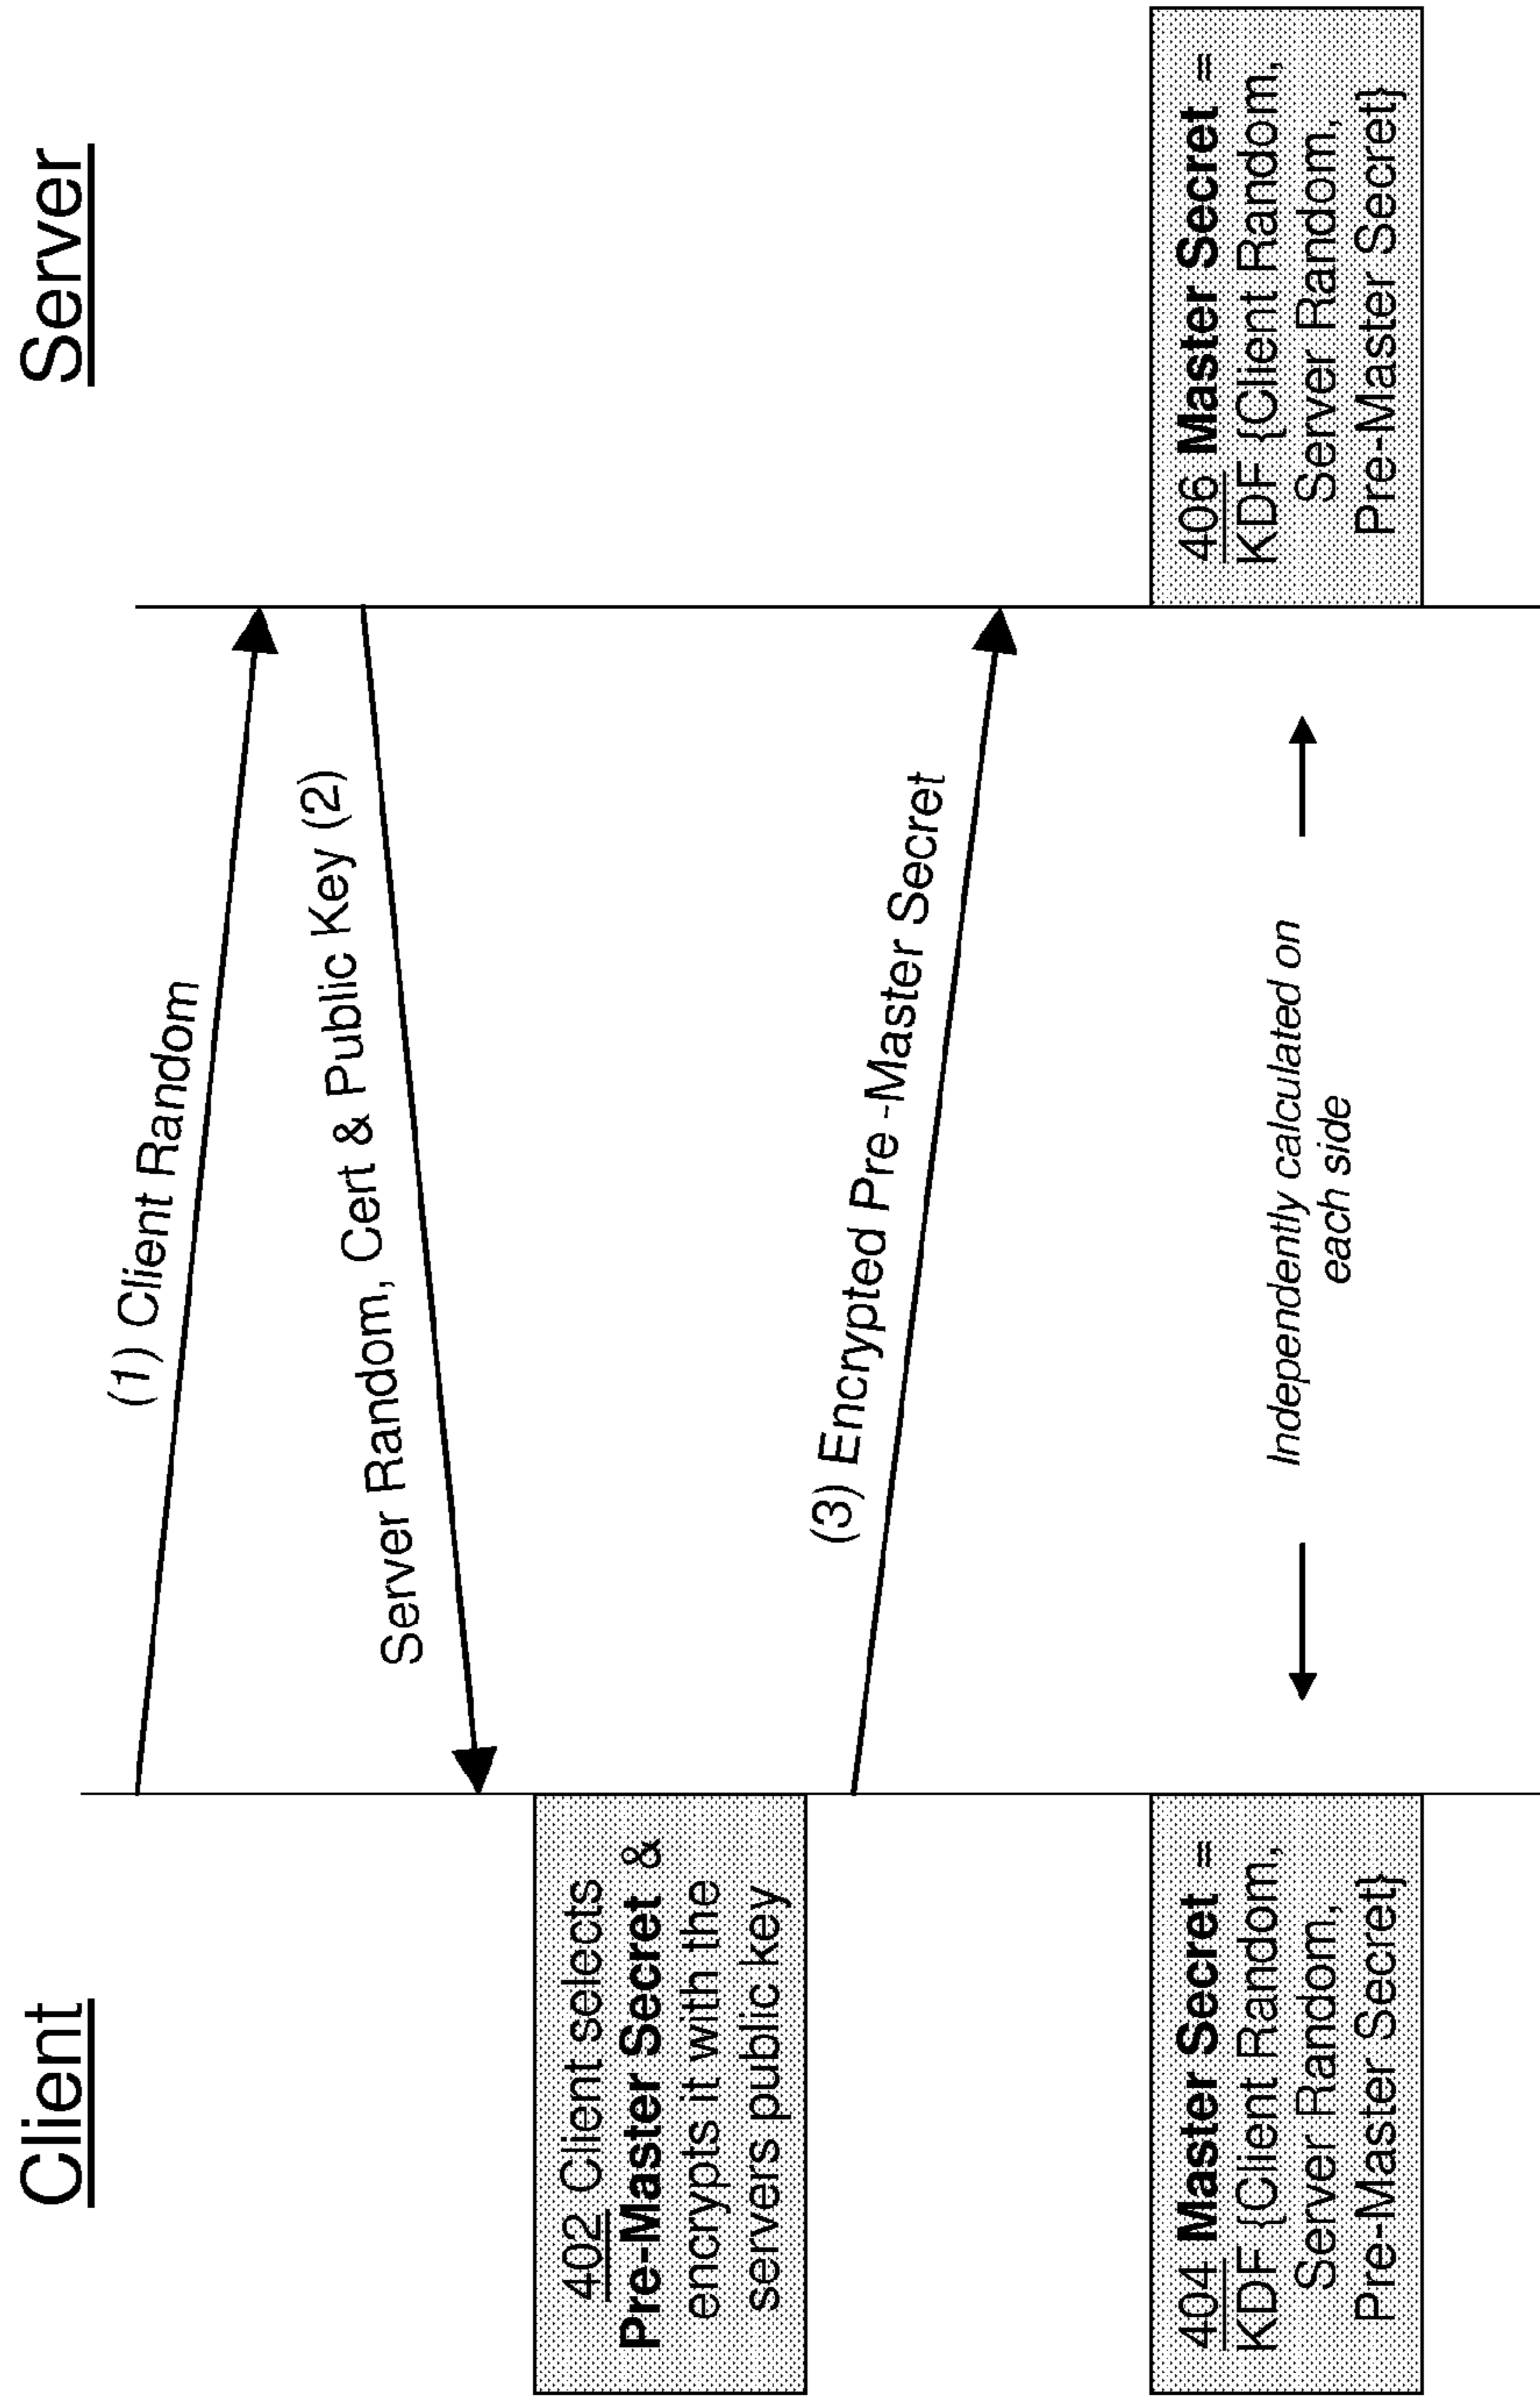 Client
Server
(1) Client Random
Server Random, Cert & Public Key (2)
402 Client selects
Pre-Master Secret &
encrypts it with the
servers public key
(3) Encrypted Pre -Master Secret
404 Master Secret =
KDF {Client Random,
Server Random,
Pre-Master Secret}
Independently calculated on
each side
406 Master Secret =
KDF {Client Random,
Server Random,
Pre-Master Secret}